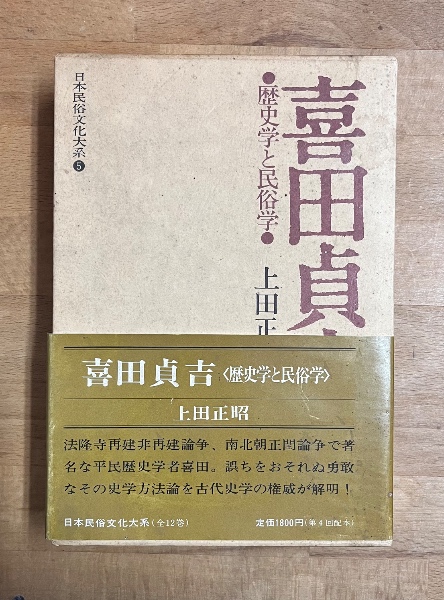 喜田貞
●歴史学と民俗学●
上田正
日本民俗文化大系❺
喜田貞吉〈歴史学と民俗学〉
上田正昭
法隆寺再建非再建論争、南北朝正閏論争で著
名な平民歴史学者喜田。誤ちをおそれぬ勇敢
なその史学方法論を古代史学の権威が解明!
日本民俗文化大系(全12巻)
定価1800円(第4回配本)